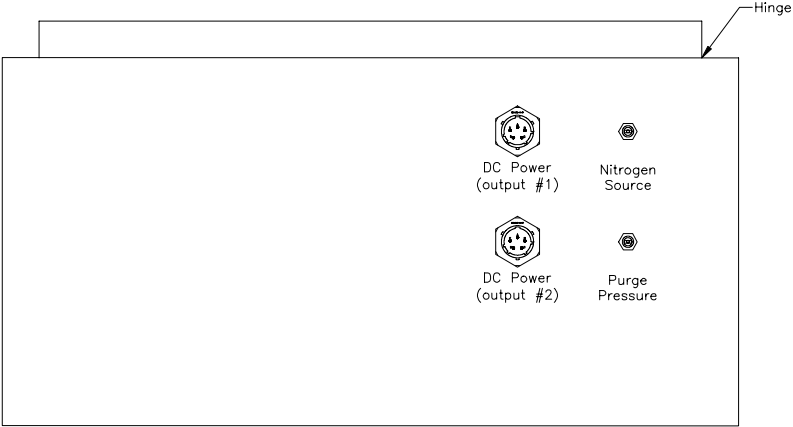 Hinge
DC Power
(output #1)
Nitrogen
Source
DC Power
(output #2)
Purge
Pressure